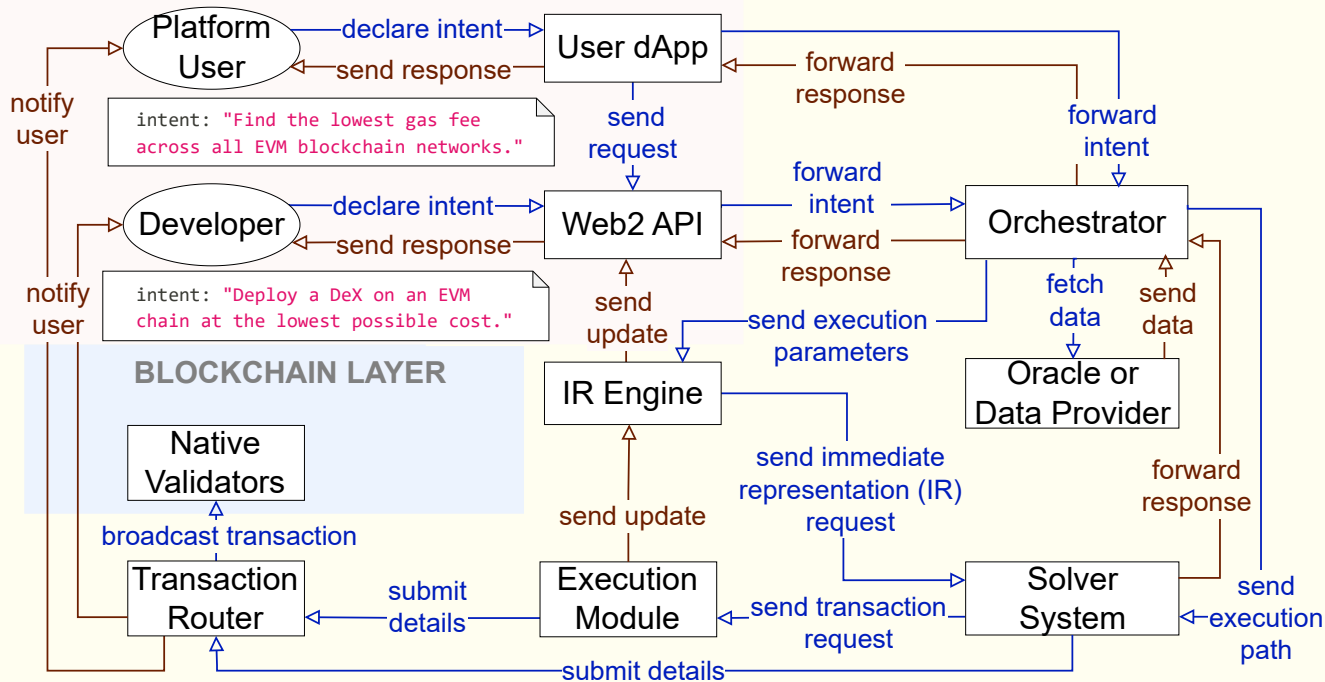 Platform
User
declare intent
User dApp
send response
forward
response
notify
user
intent: "Find the lowest gas fee
across all EVM blockchain networks."
send
request
forward
intent
Developer
declare intent
Web2 API
forward
intent
Orchestrator
send response
forward
response
notify
user
intent: "Deploy a DeX on an EVM
chain at the lowest possible cost."
send
update
send execution
parameters
fetch
data
send
data
BLOCKCHAIN LAYER
IR Engine
Oracle or
Data Provider
Native
Validators
send immediate
representation (IR)
request
forward
response
send update
broadcast transaction
Transaction
Router
submit
details
Execution
Module
send transaction
request
Solver
System
send
execution
path
submit details